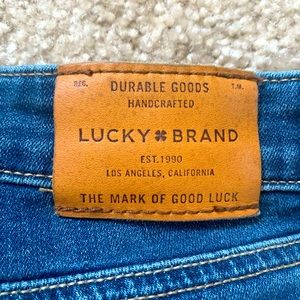 REG. DURABLE GOODS T.M.
HANDCRAFTED
LUCKY BRAND
EST. 1990
LOS ANGELES, CALIFORNIA
THE MARK OF GOOD LUCK